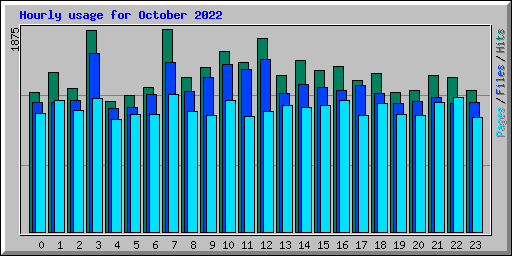 Hourly usage for October 2022
1875
Pages/Files/Hits
0 1 2 3 4 5 6 7 8 9 10 11 12 13 14 15 16 17 18 19 20 21 22 23